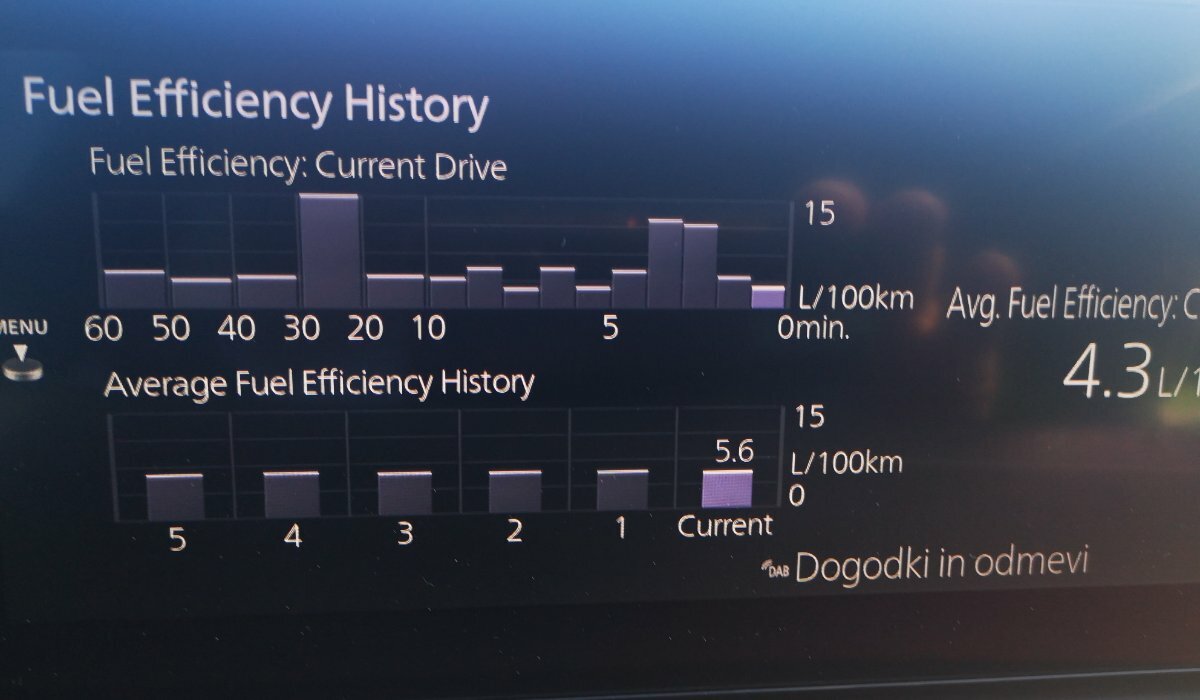 Fuel Efficiency History
Fuel Efficiency: Current Drive
15
L/100km
60 50 40 30 20 10 5 0min.
MENU
Avg. Fuel Efficiency: C
4.3 L/1
Average Fuel Efficiency History
15
5.6
L/100km
0
5 4 3 2 1 Current
DAB Dogodki in odmevi